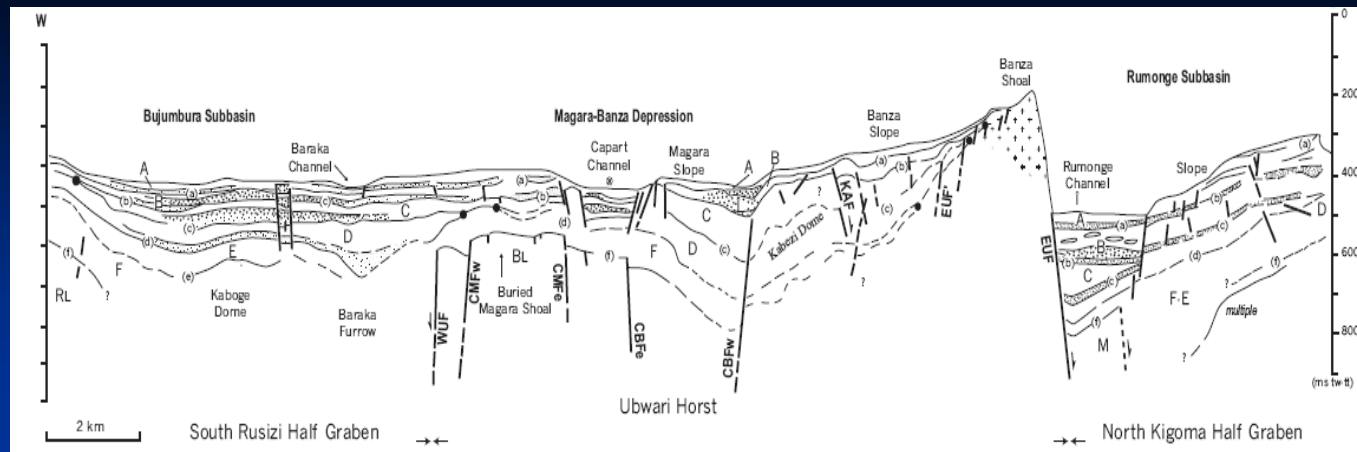 W
0
Banza
Shoal
Rumonge Subbasin
Bujumbura Subbasin
Magara-Banza Depression
200
Baraka
Channel
Capart
Channel
Magara
Slope
Banza
Slope
A
A
B
(a)
(a)
(a)
Rumonge
Channel
Slope
(a)
400
(b)
B
(c)
(b)
C
(b)
KAF
(c)
EUF'
(b)
(c)
C
?
A
(a)
(d)
D
(d)
D
(c)
Kabezi Dome
B
(b)
(c)
D
600
(f)
F
E
(e)
BL
(f)
F
?
C
(c)
(d)
EUF
RL
?
Kaboge
Dome
Baraka
Furrow
WUF
CMFw
Buried
Magara Shoal
CMFe
CBFe
CBFw
(f)
M
F-E
?
(f)
multiple
?
800
(ms tw-tt)
2 km
South Rusizi Half Graben
Ubwari Horst
North Kigoma Half Graben